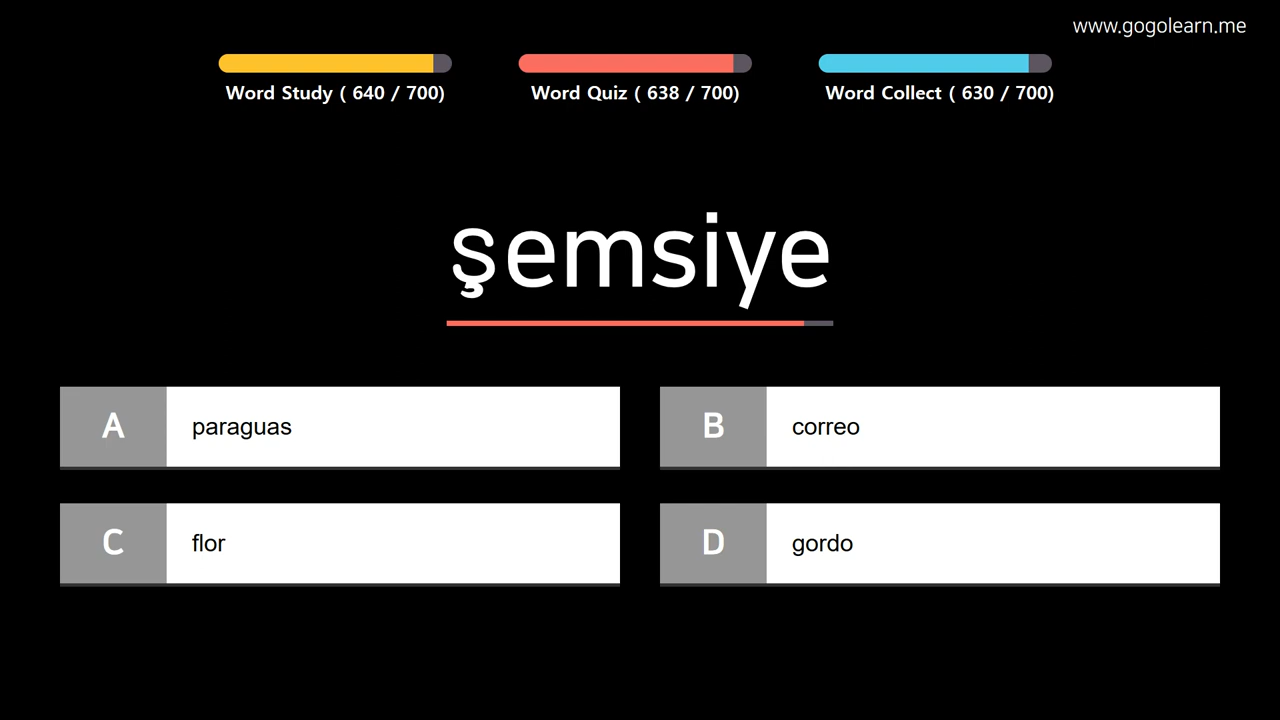 www.gogolearn.me
Word Study ( 640 / 700)
Word Quiz ( 638 / 700)
Word Collect ( 630 / 700)
şemsiye
A
paraguas
B
correo
C
flor
D
gordo